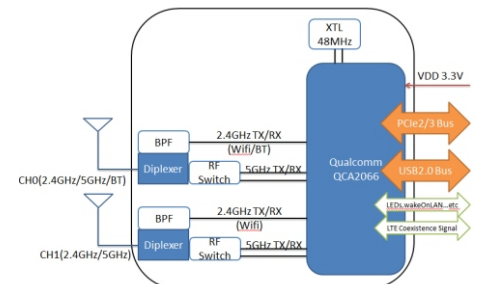 XTL
48MHz
VDD 3.3V
PCIe2/3 Bus
BPF
2.4GHz TX/RX
(Wifi/BT)
Qualcomm
QCA2066
Diplexer
RF
Switch
5GHz TX/RX
USB2.0 Bus
CH0(2.4GHz/5GHz/BT)
LEDs,wakeOnLAN...etc
BPF
2.4GHz TX/RX
(Wifi)
LTE Coexistence Signal
Diplexer
RF
Switch
5GHz TX/RX
CH1(2.4GHz/5GHz)